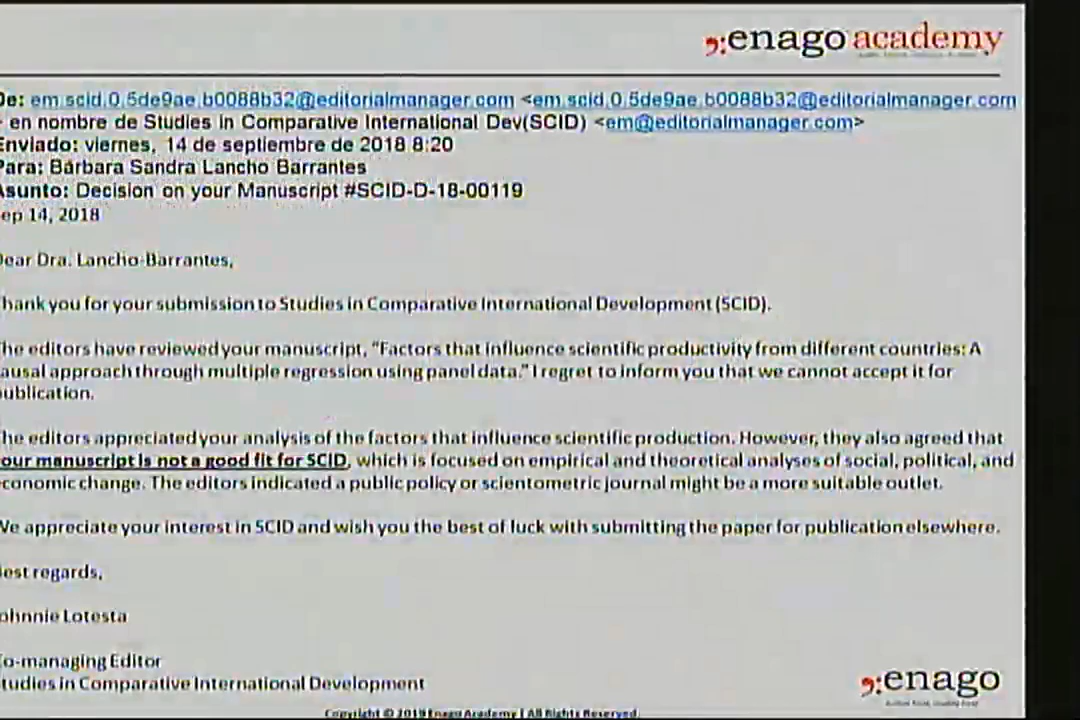 enago academy
De: em.scid.0.5de9ae.b0088b32@editorialmanager.com <em.scid.0.5de9ae.b0088b32@editorialmanager.com
> en nombre de Studies in Comparative International Dev(SCID) <em@editorialmanager.com>
Enviado: viernes, 14 de septiembre de 2018 8:20
Para: Bárbara Sandra Lancho Barrantes
Asunto: Decision on your Manuscript #SCID-D-18-00119
ep 14, 2018
Dear Dra. Lancho-Barrantes,
hank you for your submission to Studies in Comparative International Development (SCID).
he editors have reviewed your manuscript, "Factors that influence scientific productivity from different countries: A
ausal approach through multiple regression using panel data." I regret to inform you that we cannot accept it for
ublication.
he editors appreciated your analysis of the factors that influence scientific production. However, they also agreed that
our manuscript is not a good fit for SCID, which is focused on empirical and theoretical analyses of social, political, and
conomic change. The editors indicated a public policy or scientometric journal might be a more suitable outlet.
We appreciate your interest in SCID and wish you the best of luck with submitting the paper for publication elsewhere.
est regards,
ohnnie Lotesta
Co-managing Editor
tudies in Comparative International Development
enago
Copyright © 2019 Enago Academy | All Rights Reserved.